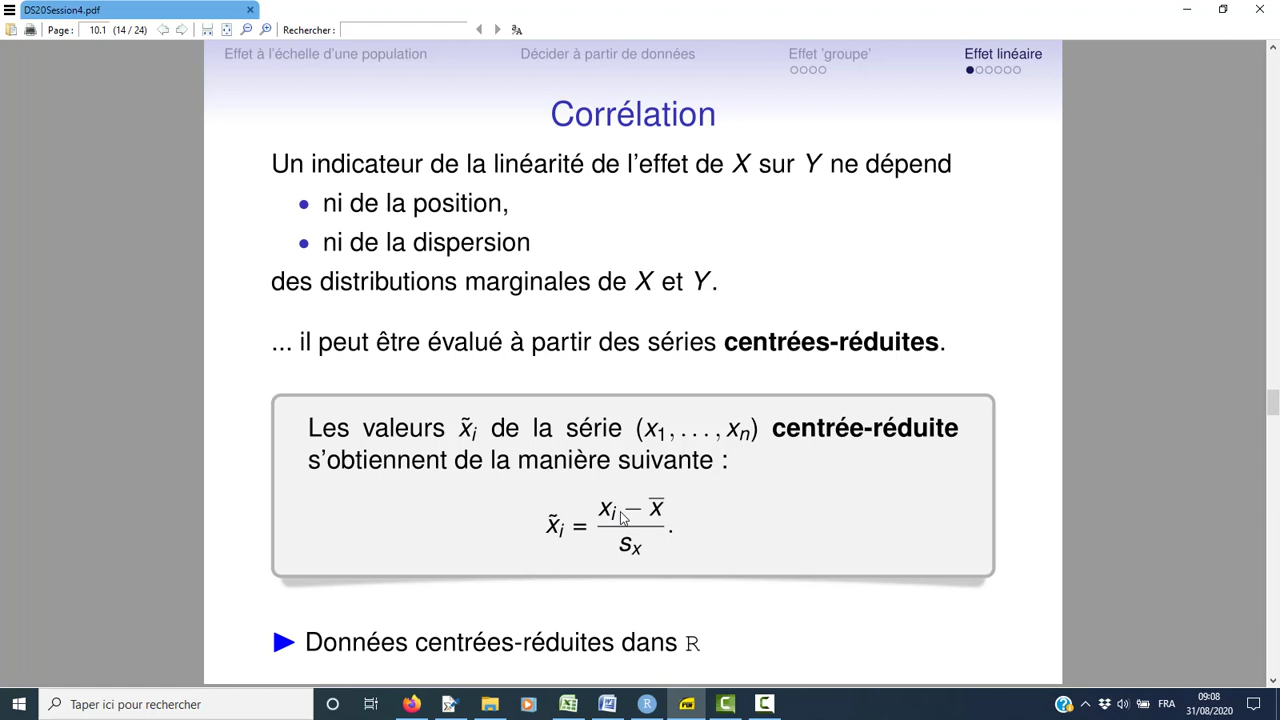 DS20Session4.pdf
Page : 10.1 (14 / 24) Rechercher :
Effet à l'échelle d'une population Décider à partir de données Effet 'groupe' Effet linéaire
Corrélation
Un indicateur de la linéarité de l'effet de X sur Y ne dépend
• ni de la position,
• ni de la dispersion
des distributions marginales de X et Y.
... il peut être évalué à partir des séries centrées-réduites.
Les valeurs x̃ᵢ de la série (x₁, . . . , xₙ) centrée-réduite
s'obtiennent de la manière suivante :
x̃ᵢ = (xᵢ − x̅) / sₓ.
► Données centrées-réduites dans R
Taper ici pour rechercher
FRA
09:08
31/08/2020